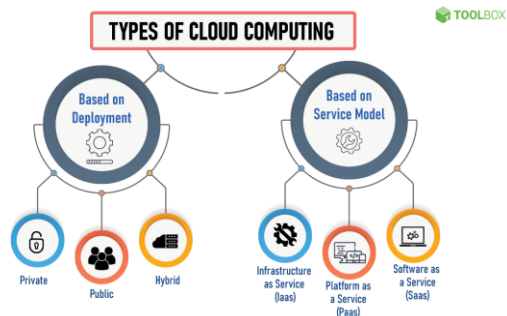 TOOLBOX
TYPES OF CLOUD COMPUTING
Based on
Deployment
Based on
Service Model
Private
Public
Hybrid
Infrastructure
as Service
(Iaas)
Platform as
a Service
(Paas)
Software as
a Service
(Saas)